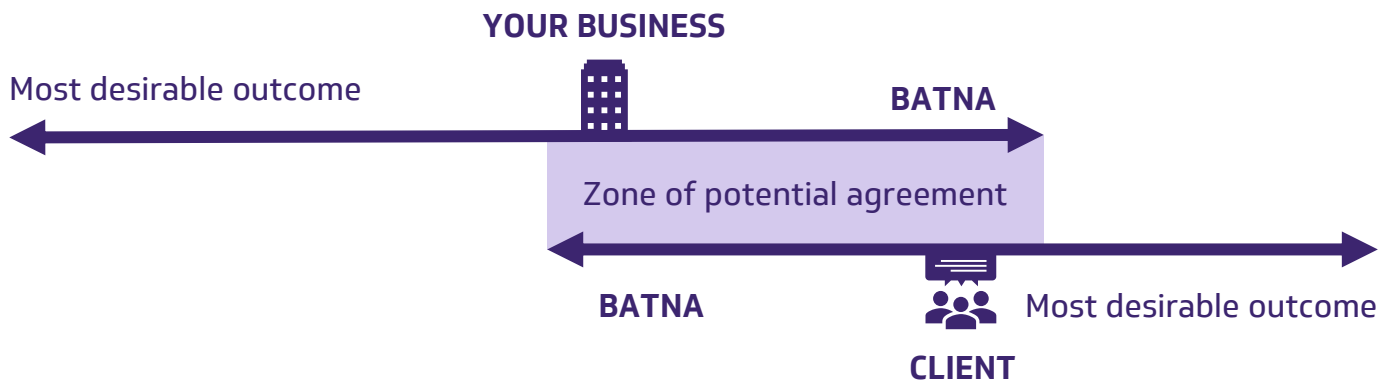 YOUR BUSINESS
Most desirable outcome
BATNA
Zone of potential agreement
BATNA
Most desirable outcome
CLIENT